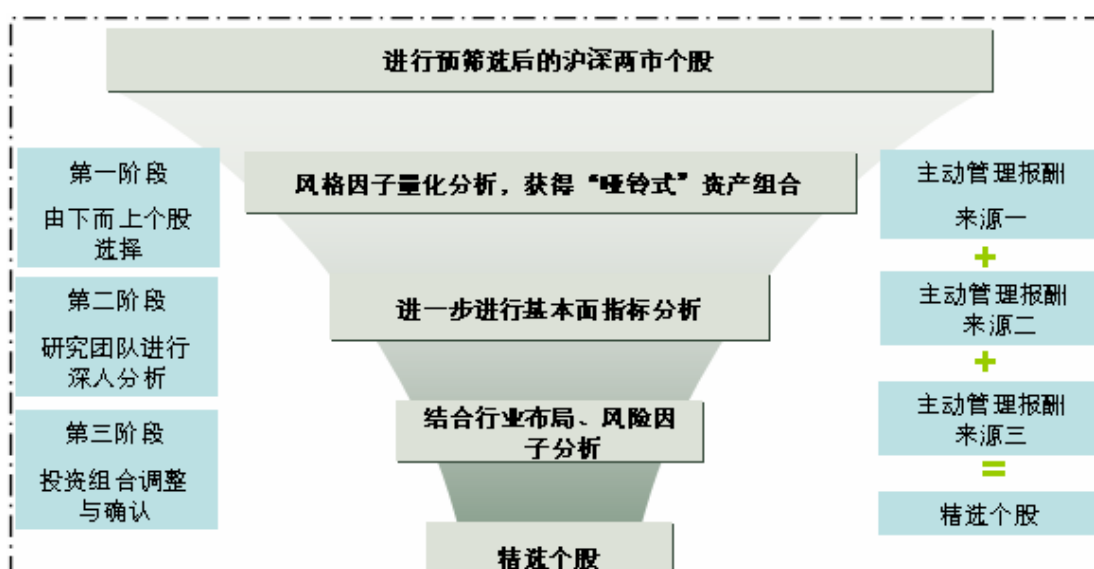 进行预筛选后的沪深两市个股
第一阶段
由下而上个股
选择
风格因子量化分析，获得“哑铃式”资产组合
主动管理报酬
来源一
+
第二阶段
研究团队进行
深入分析
进一步进行基本面指标分析
主动管理报酬
来源二
+
第三阶段
投资组合调整
与确认
结合行业布局、风险因
子分析
主动管理报酬
来源三
=
精选个股
精选个股